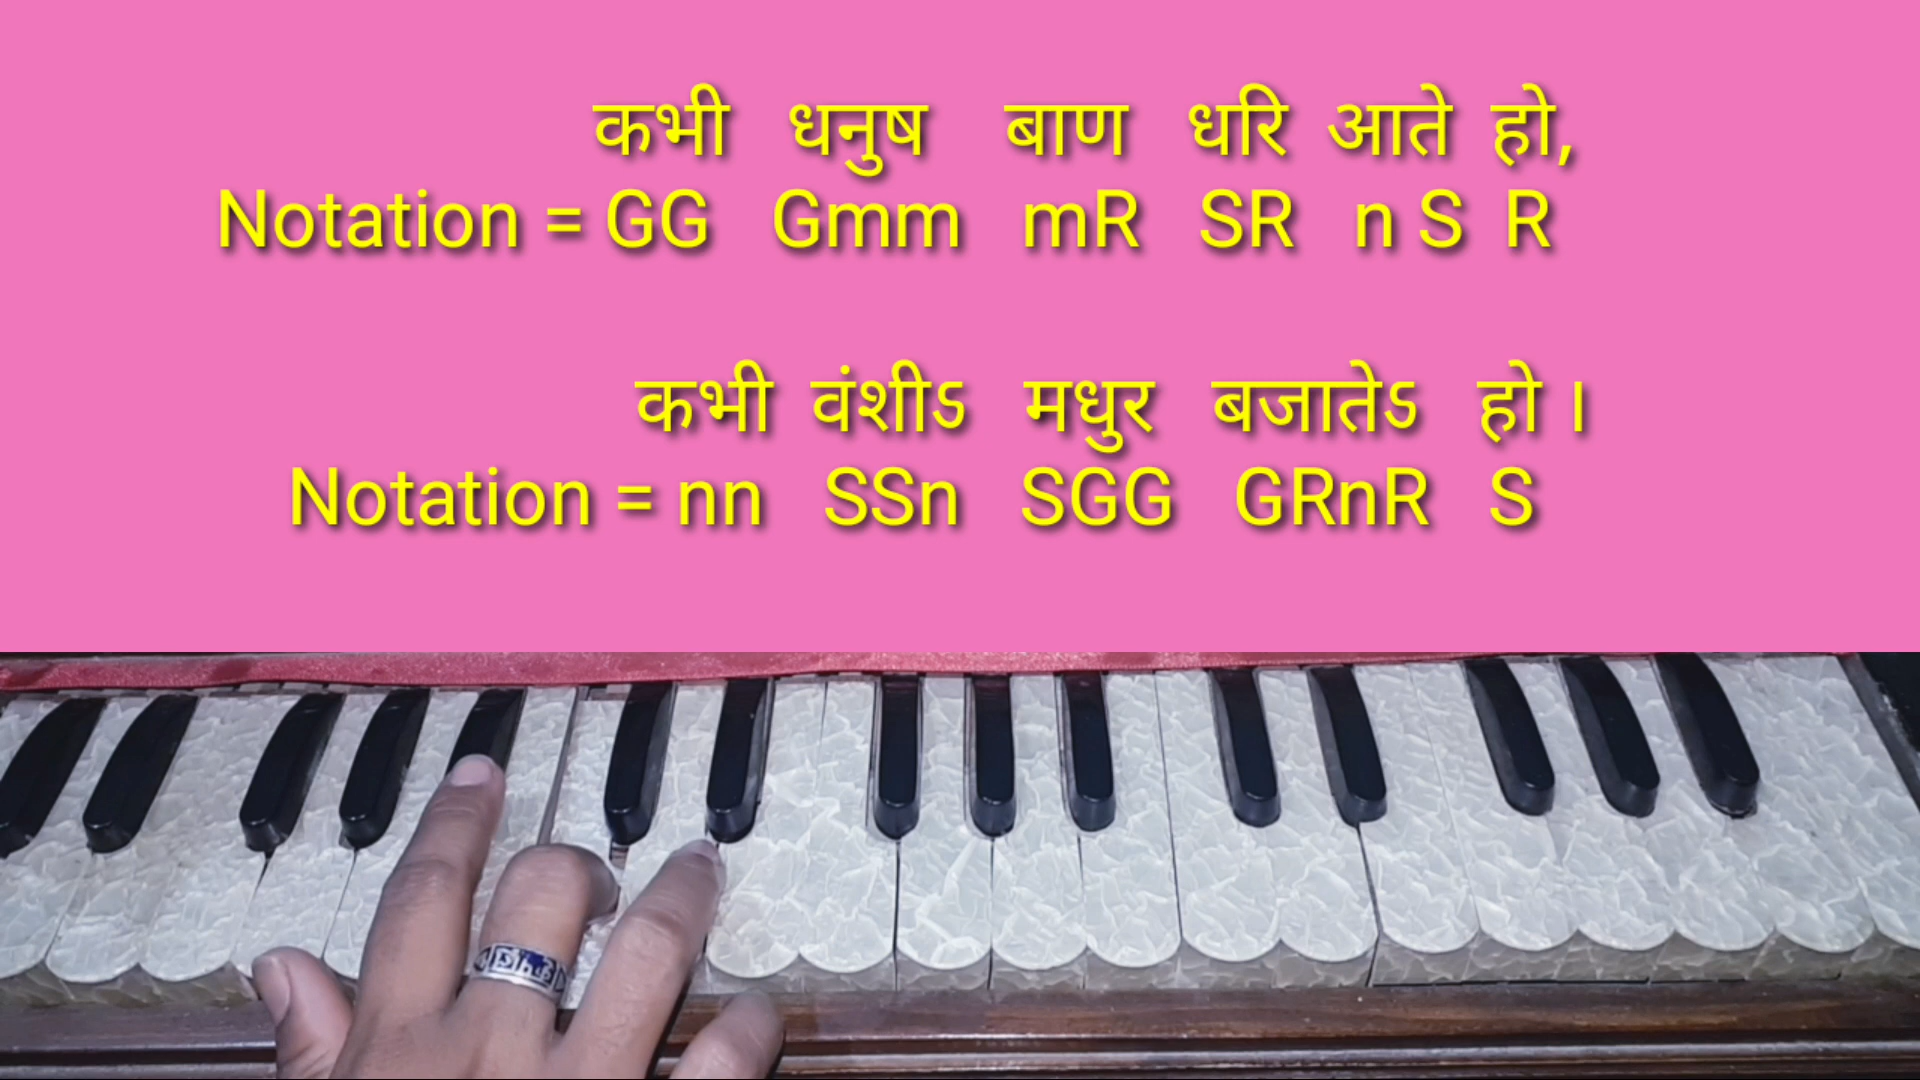 कभी धनुष बाण धरि आते हो,
Notation = GG Gmm mR SR n S R
कभी वंशीऽ मधुर बजातेऽ हो ।
Notation = nn SSn SGG GRnR S